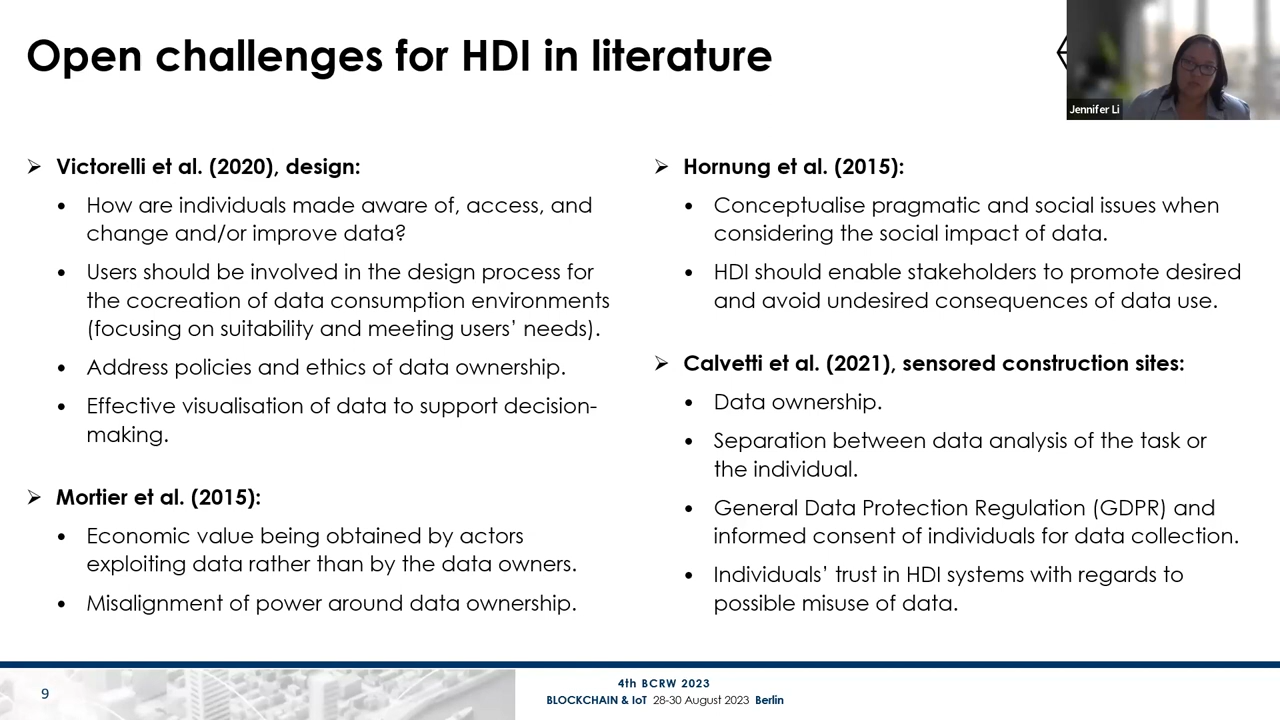 Open challenges for HDI in literature
Jennifer Li
➢ Victorelli et al. (2020), design:
• How are individuals made aware of, access, and
change and/or improve data?
• Users should be involved in the design process for
the cocreation of data consumption environments
(focusing on suitability and meeting users’ needs).
• Address policies and ethics of data ownership.
• Effective visualisation of data to support decision-
making.
➢ Mortier et al. (2015):
• Economic value being obtained by actors
exploiting data rather than by the data owners.
• Misalignment of power around data ownership.
➢ Hornung et al. (2015):
• Conceptualise pragmatic and social issues when
considering the social impact of data.
• HDI should enable stakeholders to promote desired
and avoid undesired consequences of data use.
➢ Calvetti et al. (2021), sensored construction sites:
• Data ownership.
• Separation between data analysis of the task or
the individual.
• General Data Protection Regulation (GDPR) and
informed consent of individuals for data collection.
• Individuals’ trust in HDI systems with regards to
possible misuse of data.
9
4th BCRW 2023
BLOCKCHAIN & IoT 28-30 August 2023 Berlin